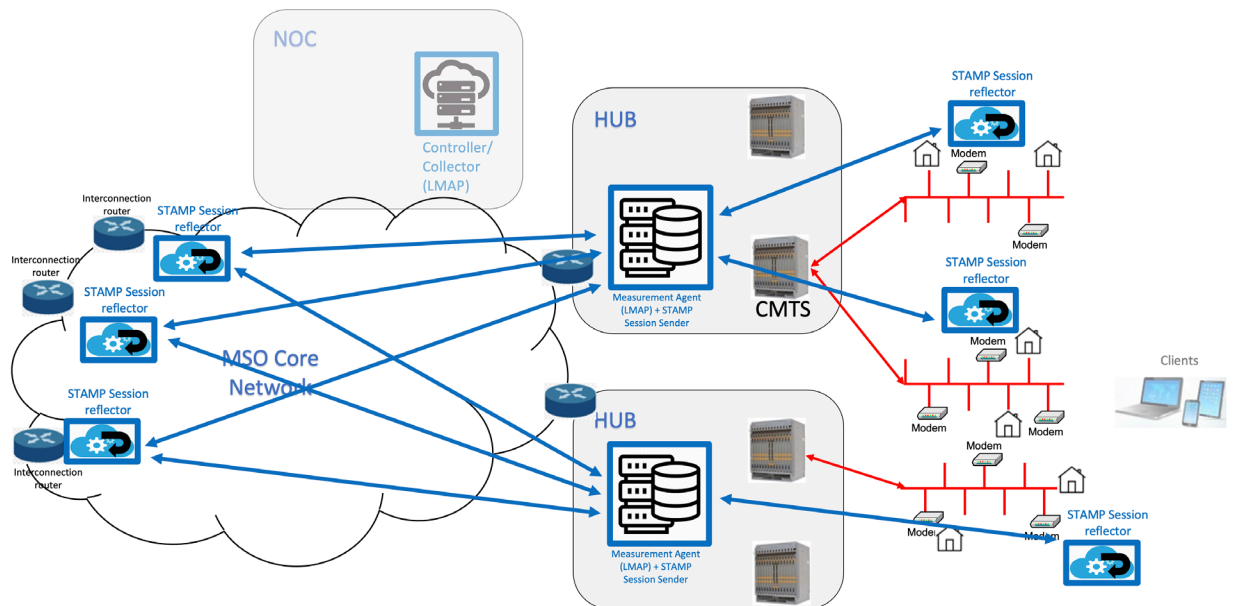 NOC
Controller/
Collector
(LMAP)
HUB
STAMP Session
reflector
Modem
Modem
Interconnection
router
STAMP Session
reflector
Interconnection
router
STAMP Session
reflector
Measurement Agent
(LMAP) + STAMP
Session Sender
CMTS
STAMP Session
reflector
Modem
MSO Core
Network
Clients
STAMP Session
reflector
Interconnection
router
HUB
Modem
Modem
Modem
STAMP Session
reflector
Modem
Modem
Measurement Agent
(LMAP) + STAMP
Session Sender